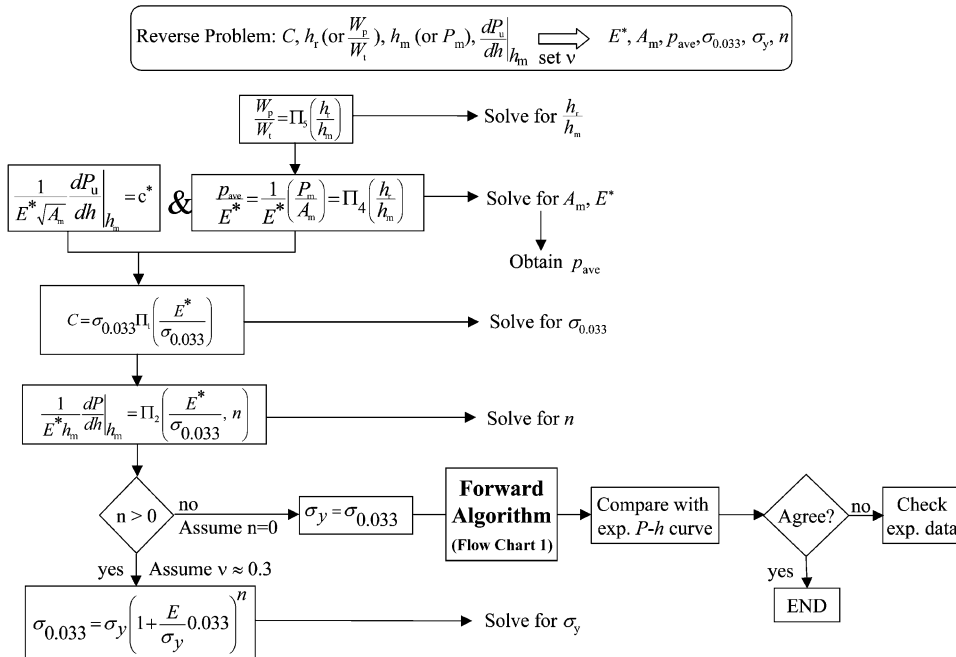 Reverse Problem: C, h_r (or W_p/W_t), h_m (or P_m), dP_u/dh|_{h_m} ⟹ set ν E*, A_m, p_ave, σ_0.033, σ_y, n
W_p/W_t = Π_5(h_r/h_m)
Solve for h_r/h_m
1/(E*√A_m) dP_u/dh|_{h_m} = c*
&
p_ave/E* = 1/E* (P_m/A_m) = Π_4(h_r/h_m)
Solve for A_m, E*
Obtain p_ave
C = σ_0.033 Π_1(E*/σ_0.033)
Solve for σ_0.033
1/(E*h_m) dP/dh|_{h_m} = Π_2(E*/σ_0.033, n)
Solve for n
n > 0
no
Assume n=0
σ_y = σ_0.033
Forward
Algorithm
(Flow Chart 1)
Compare with
exp. P-h curve
Agree?
no
Check
exp. data
yes
END
yes
Assume ν ≈ 0.3
σ_0.033 = σ_y(1 + E/σ_y 0.033)^n
Solve for σ_y